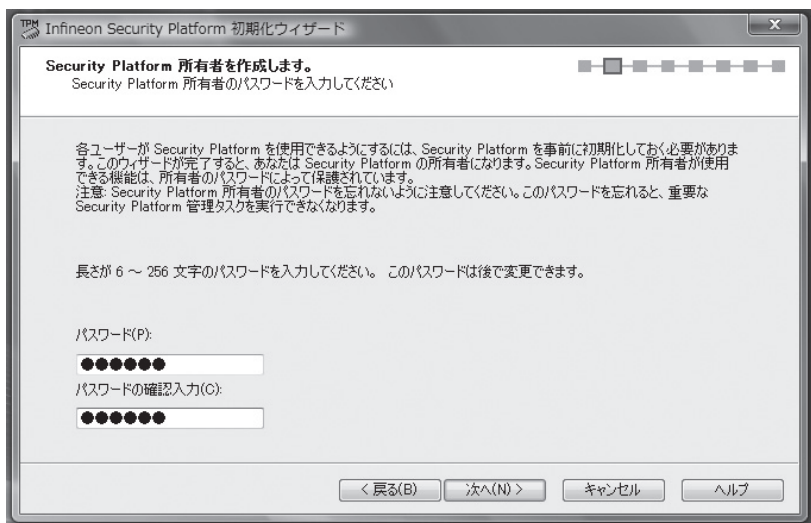 TPM Infineon Security Platform 初期化ウィザード
Security Platform 所有者を作成します。
Security Platform 所有者のパスワードを入力してください
各ユーザーが Security Platform を使用できるようにするには、Security Platform を事前に初期化しておく必要がありま
す。このウィザードが完了すると、あなたは Security Platform の所有者になります。Security Platform 所有者が使用
できる機能は、所有者のパスワードによって保護されています。
注意: Security Platform 所有者のパスワードを忘れないように注意してください。このパスワードを忘れると、重要な
Security Platform 管理タスクを実行できなくなります。
長さが 6 ～ 256 文字のパスワードを入力してください。 このパスワードは後で変更できます。
パスワード(P):
●●●●●●
パスワードの確認入力(C):
●●●●●●
< 戻る(B) 次へ(N) > キャンセル ヘルプ